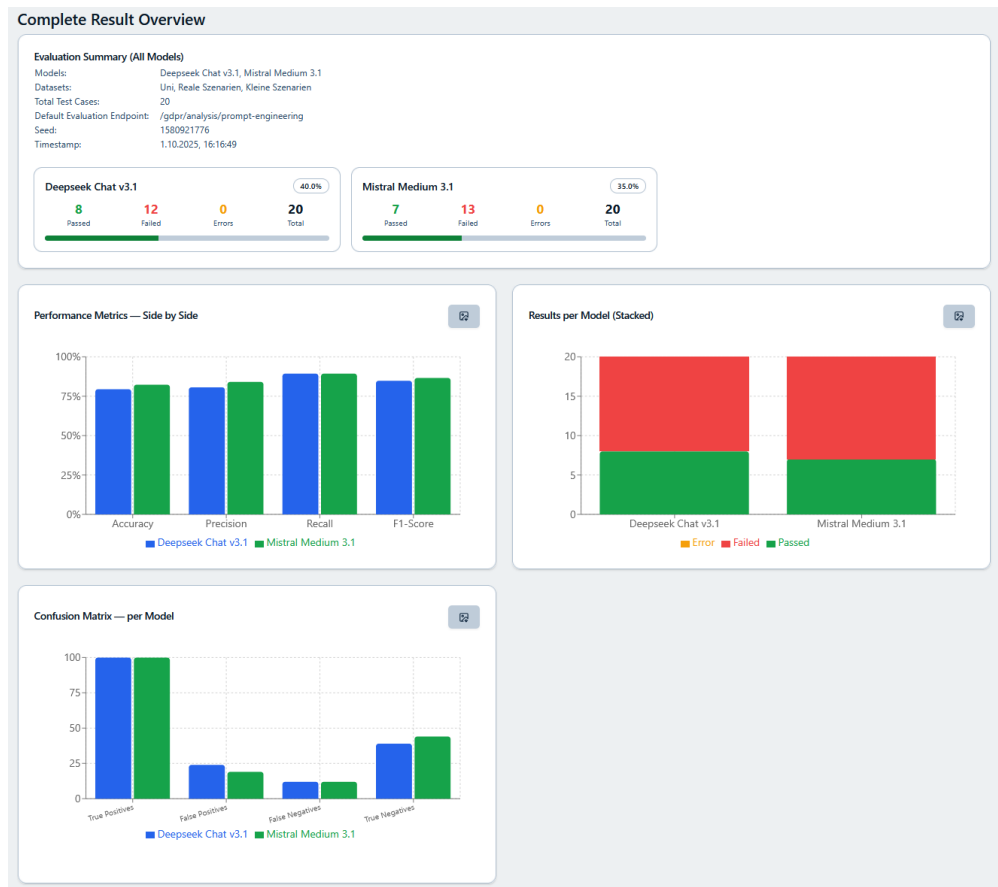 Complete Result Overview
Evaluation Summary (All Models)
Models: Deepseek Chat v3.1, Mistral Medium 3.1
Datasets: Uni, Reale Szenarien, Kleine Szenarien
Total Test Cases: 20
Default Evaluation Endpoint: /gdpr/analysis/prompt-engineering
Seed: 1580921776
Timestamp: 1.10.2025, 16:16:49
Deepseek Chat v3.1 40.0%
8 12 0 20
Passed Failed Errors Total
Mistral Medium 3.1 35.0%
7 13 0 20
Passed Failed Errors Total
Performance Metrics — Side by Side
100%
75%
50%
25%
0%
Accuracy Precision Recall F1-Score
Deepseek Chat v3.1 Mistral Medium 3.1
Results per Model (Stacked)
20
15
10
5
0
Deepseek Chat v3.1 Mistral Medium 3.1
Error Failed Passed
Confusion Matrix — per Model
100
75
50
25
0
True Positives False Positives False Negatives True Negatives
Deepseek Chat v3.1 Mistral Medium 3.1